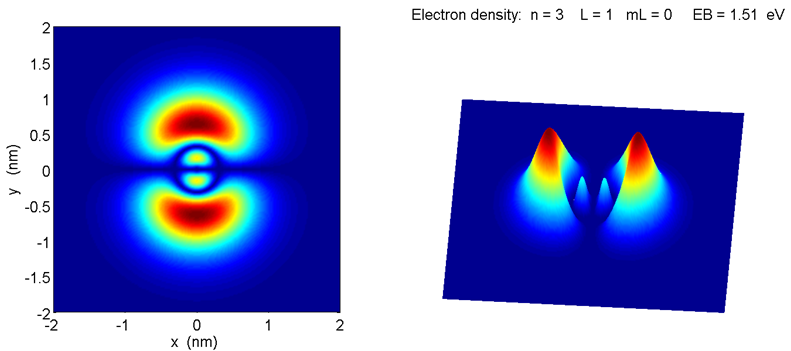 Electron density: n = 3 L = 1 mL = 0 EB = 1.51 eV
2
1.5
1
0.5
0
-0.5
-1
-1.5
-2
y (nm)
-2 -1 0 1 2
x (nm)